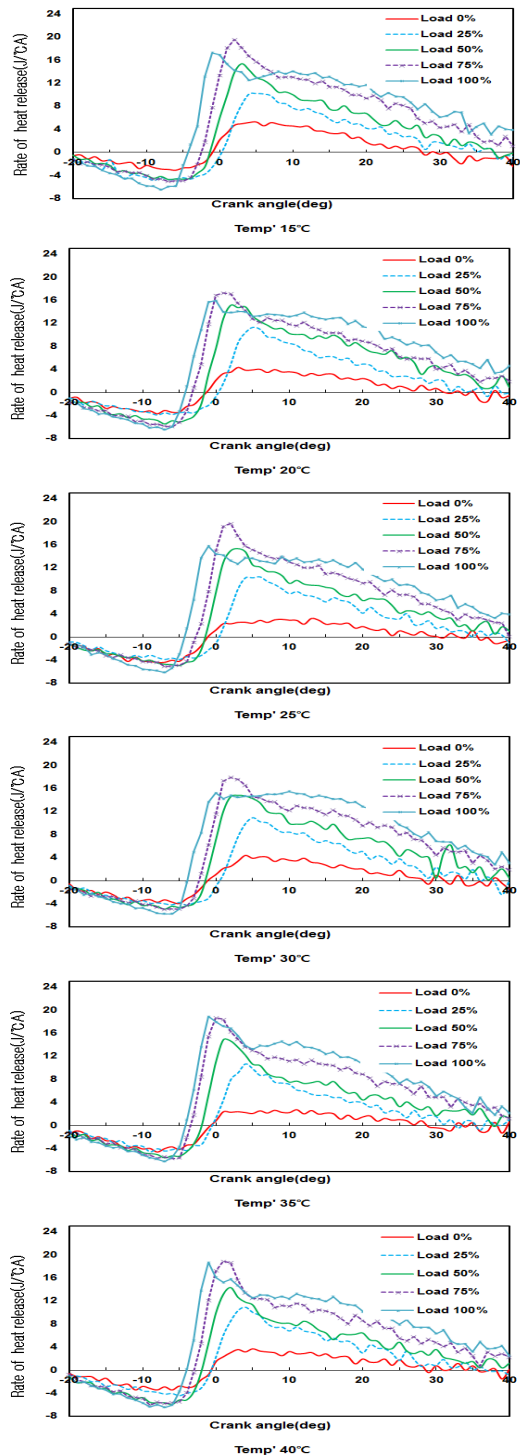 Load 0%
Load 25%
Load 50%
Load 75%
Load 100%
Rate of heat release(J/℃A)
24
20
16
12
8
4
0
-4
-8
-20 -10 0 10 20 30 40
Crank angle(deg)
Temp' 15℃
Load 0%
Load 25%
Load 50%
Load 75%
Load 100%
Rate of heat release(J/℃A)
24
20
16
12
8
4
0
-4
-8
-20 -10 0 10 20 30 40
Crank angle(deg)
Temp' 20℃
Load 0%
Load 25%
Load 50%
Load 75%
Load 100%
Rate of heat release(J/℃A)
24
20
16
12
8
4
0
-4
-8
-20 -10 0 10 20 30 40
Crank angle(deg)
Temp' 25℃
Load 0%
Load 25%
Load 50%
Load 75%
Load 100%
Rate of heat release(J/℃A)
24
20
16
12
8
4
0
-4
-8
-20 -10 0 10 20 30 40
Crank angle(deg)
Temp' 30℃
Load 0%
Load 25%
Load 50%
Load 75%
Load 100%
Rate of heat release(J/℃A)
24
20
16
12
8
4
0
-4
-8
-20 -10 0 10 20 30 40
Crank angle(deg)
Temp' 35℃
Load 0%
Load 25%
Load 50%
Load 75%
Load 100%
Rate of heat release(J/℃A)
24
20
16
12
8
4
0
-4
-8
-20 -10 0 10 20 30 40
Crank angle(deg)
Temp' 40℃